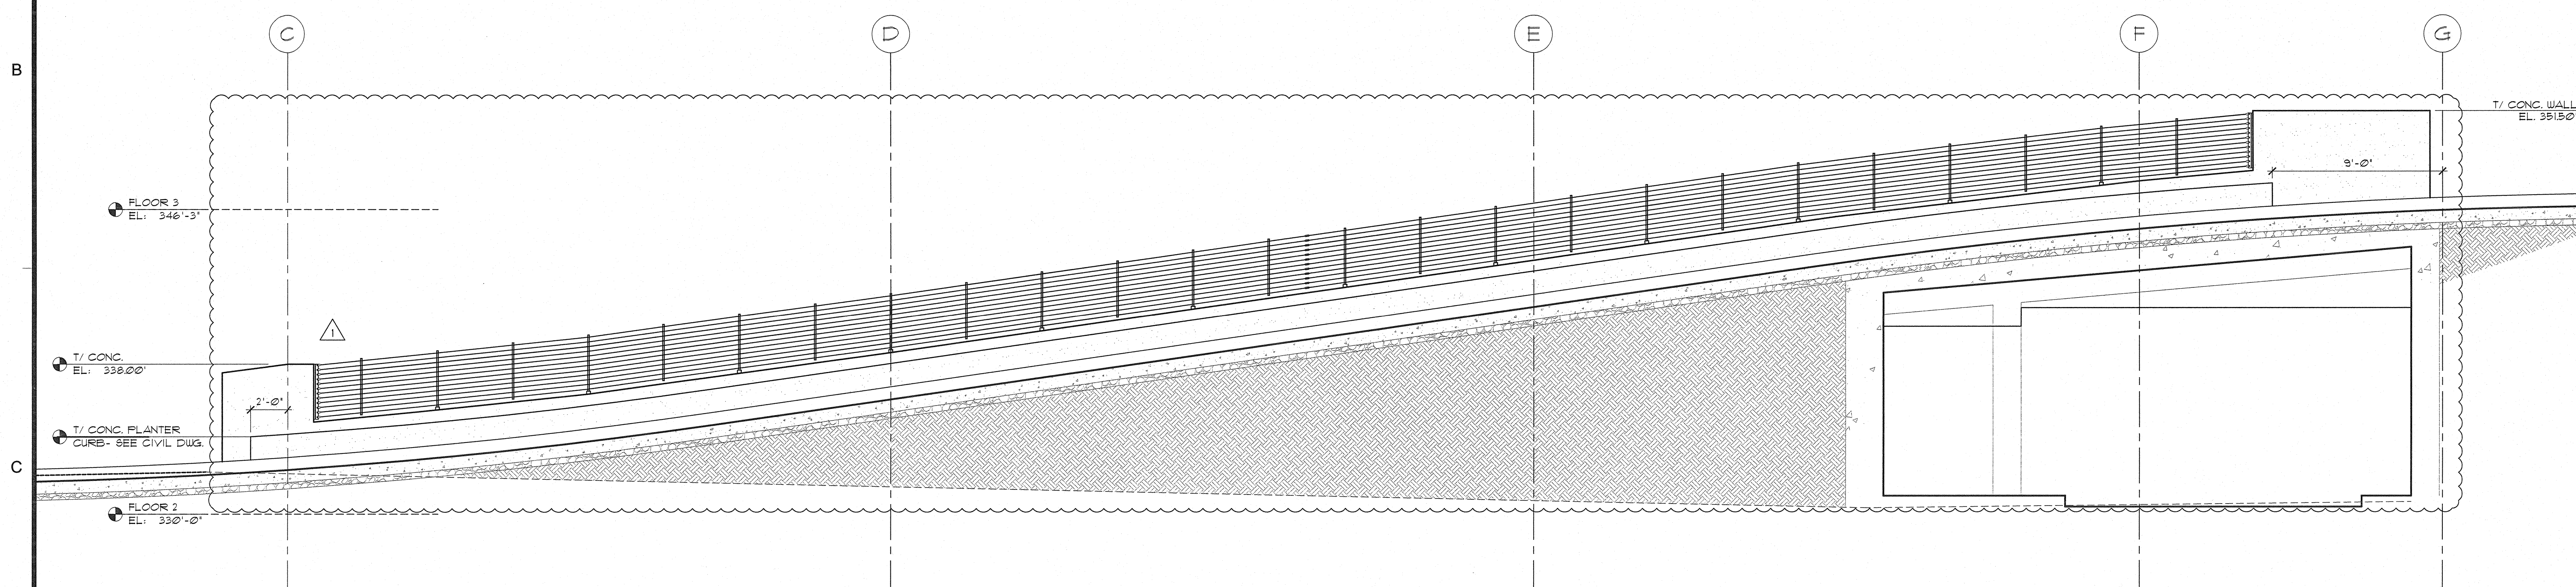 C
D
E
F
G
B
T/ CONC. WALL
EL. 351.50'
9'-0"
FLOOR 3
EL: 346'-3"
1
T/ CONC.
EL: 338.00'
2'-0"
T/ CONC. PLANTER
CURB- SEE CIVIL DWG.
C
FLOOR 2
EL: 330'-0"